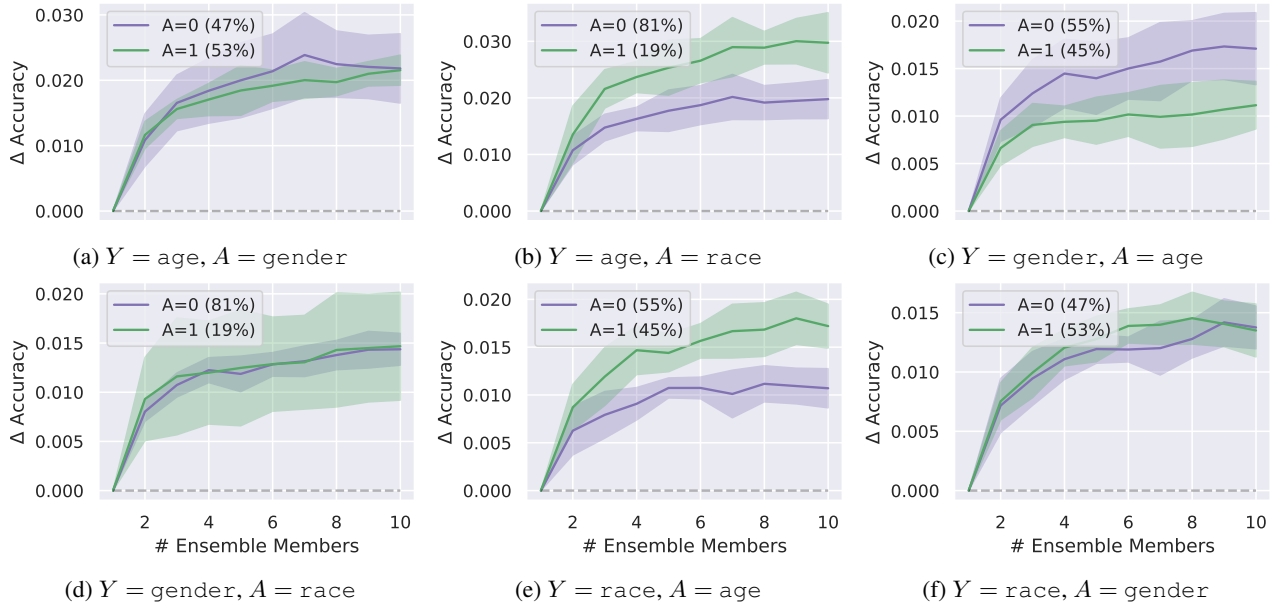 0.030
0.020
0.010
0.000
Δ Accuracy
A=0 (47%)
A=1 (53%)
(a) Y = age, A = gender
0.030
0.020
0.010
0.000
Δ Accuracy
A=0 (81%)
A=1 (19%)
(b) Y = age, A = race
0.020
0.015
0.010
0.005
0.000
Δ Accuracy
A=0 (55%)
A=1 (45%)
(c) Y = gender, A = age
0.020
0.015
0.010
0.005
0.000
Δ Accuracy
A=0 (81%)
A=1 (19%)
2 4 6 8 10
# Ensemble Members
(d) Y = gender, A = race
0.020
0.015
0.010
0.005
0.000
Δ Accuracy
A=0 (55%)
A=1 (45%)
2 4 6 8 10
# Ensemble Members
(e) Y = race, A = age
0.015
0.010
0.005
0.000
Δ Accuracy
A=0 (47%)
A=1 (53%)
2 4 6 8 10
# Ensemble Members
(f) Y = race, A = gender